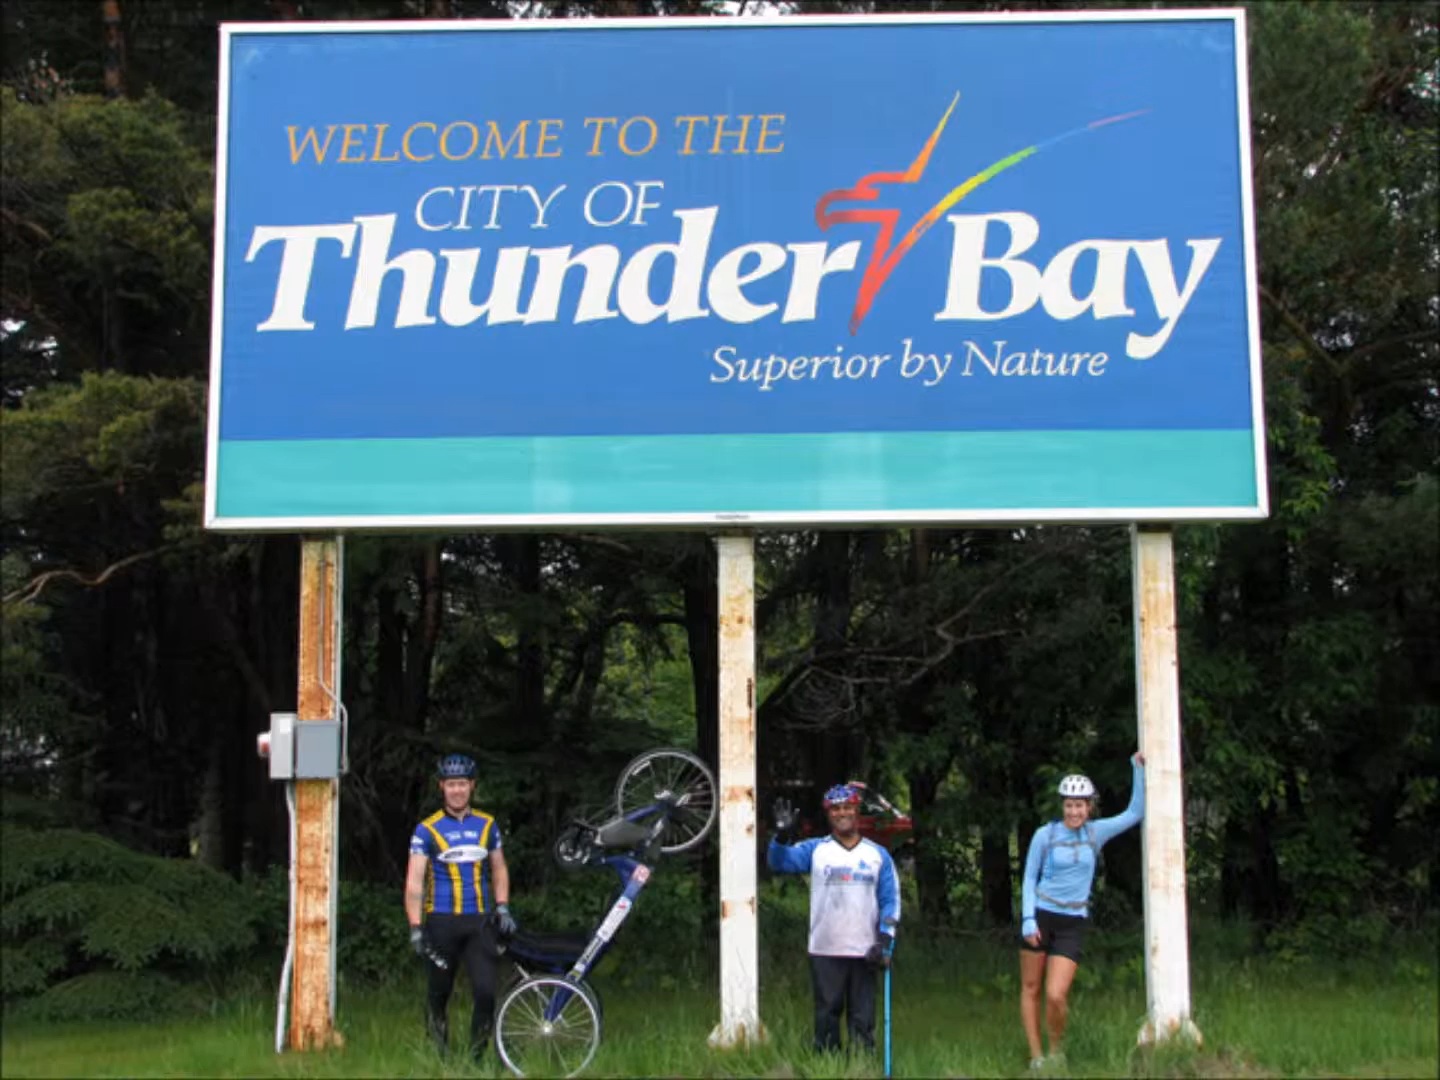 WELCOME TO THE
CITY OF
Thunder Bay
Superior by Nature